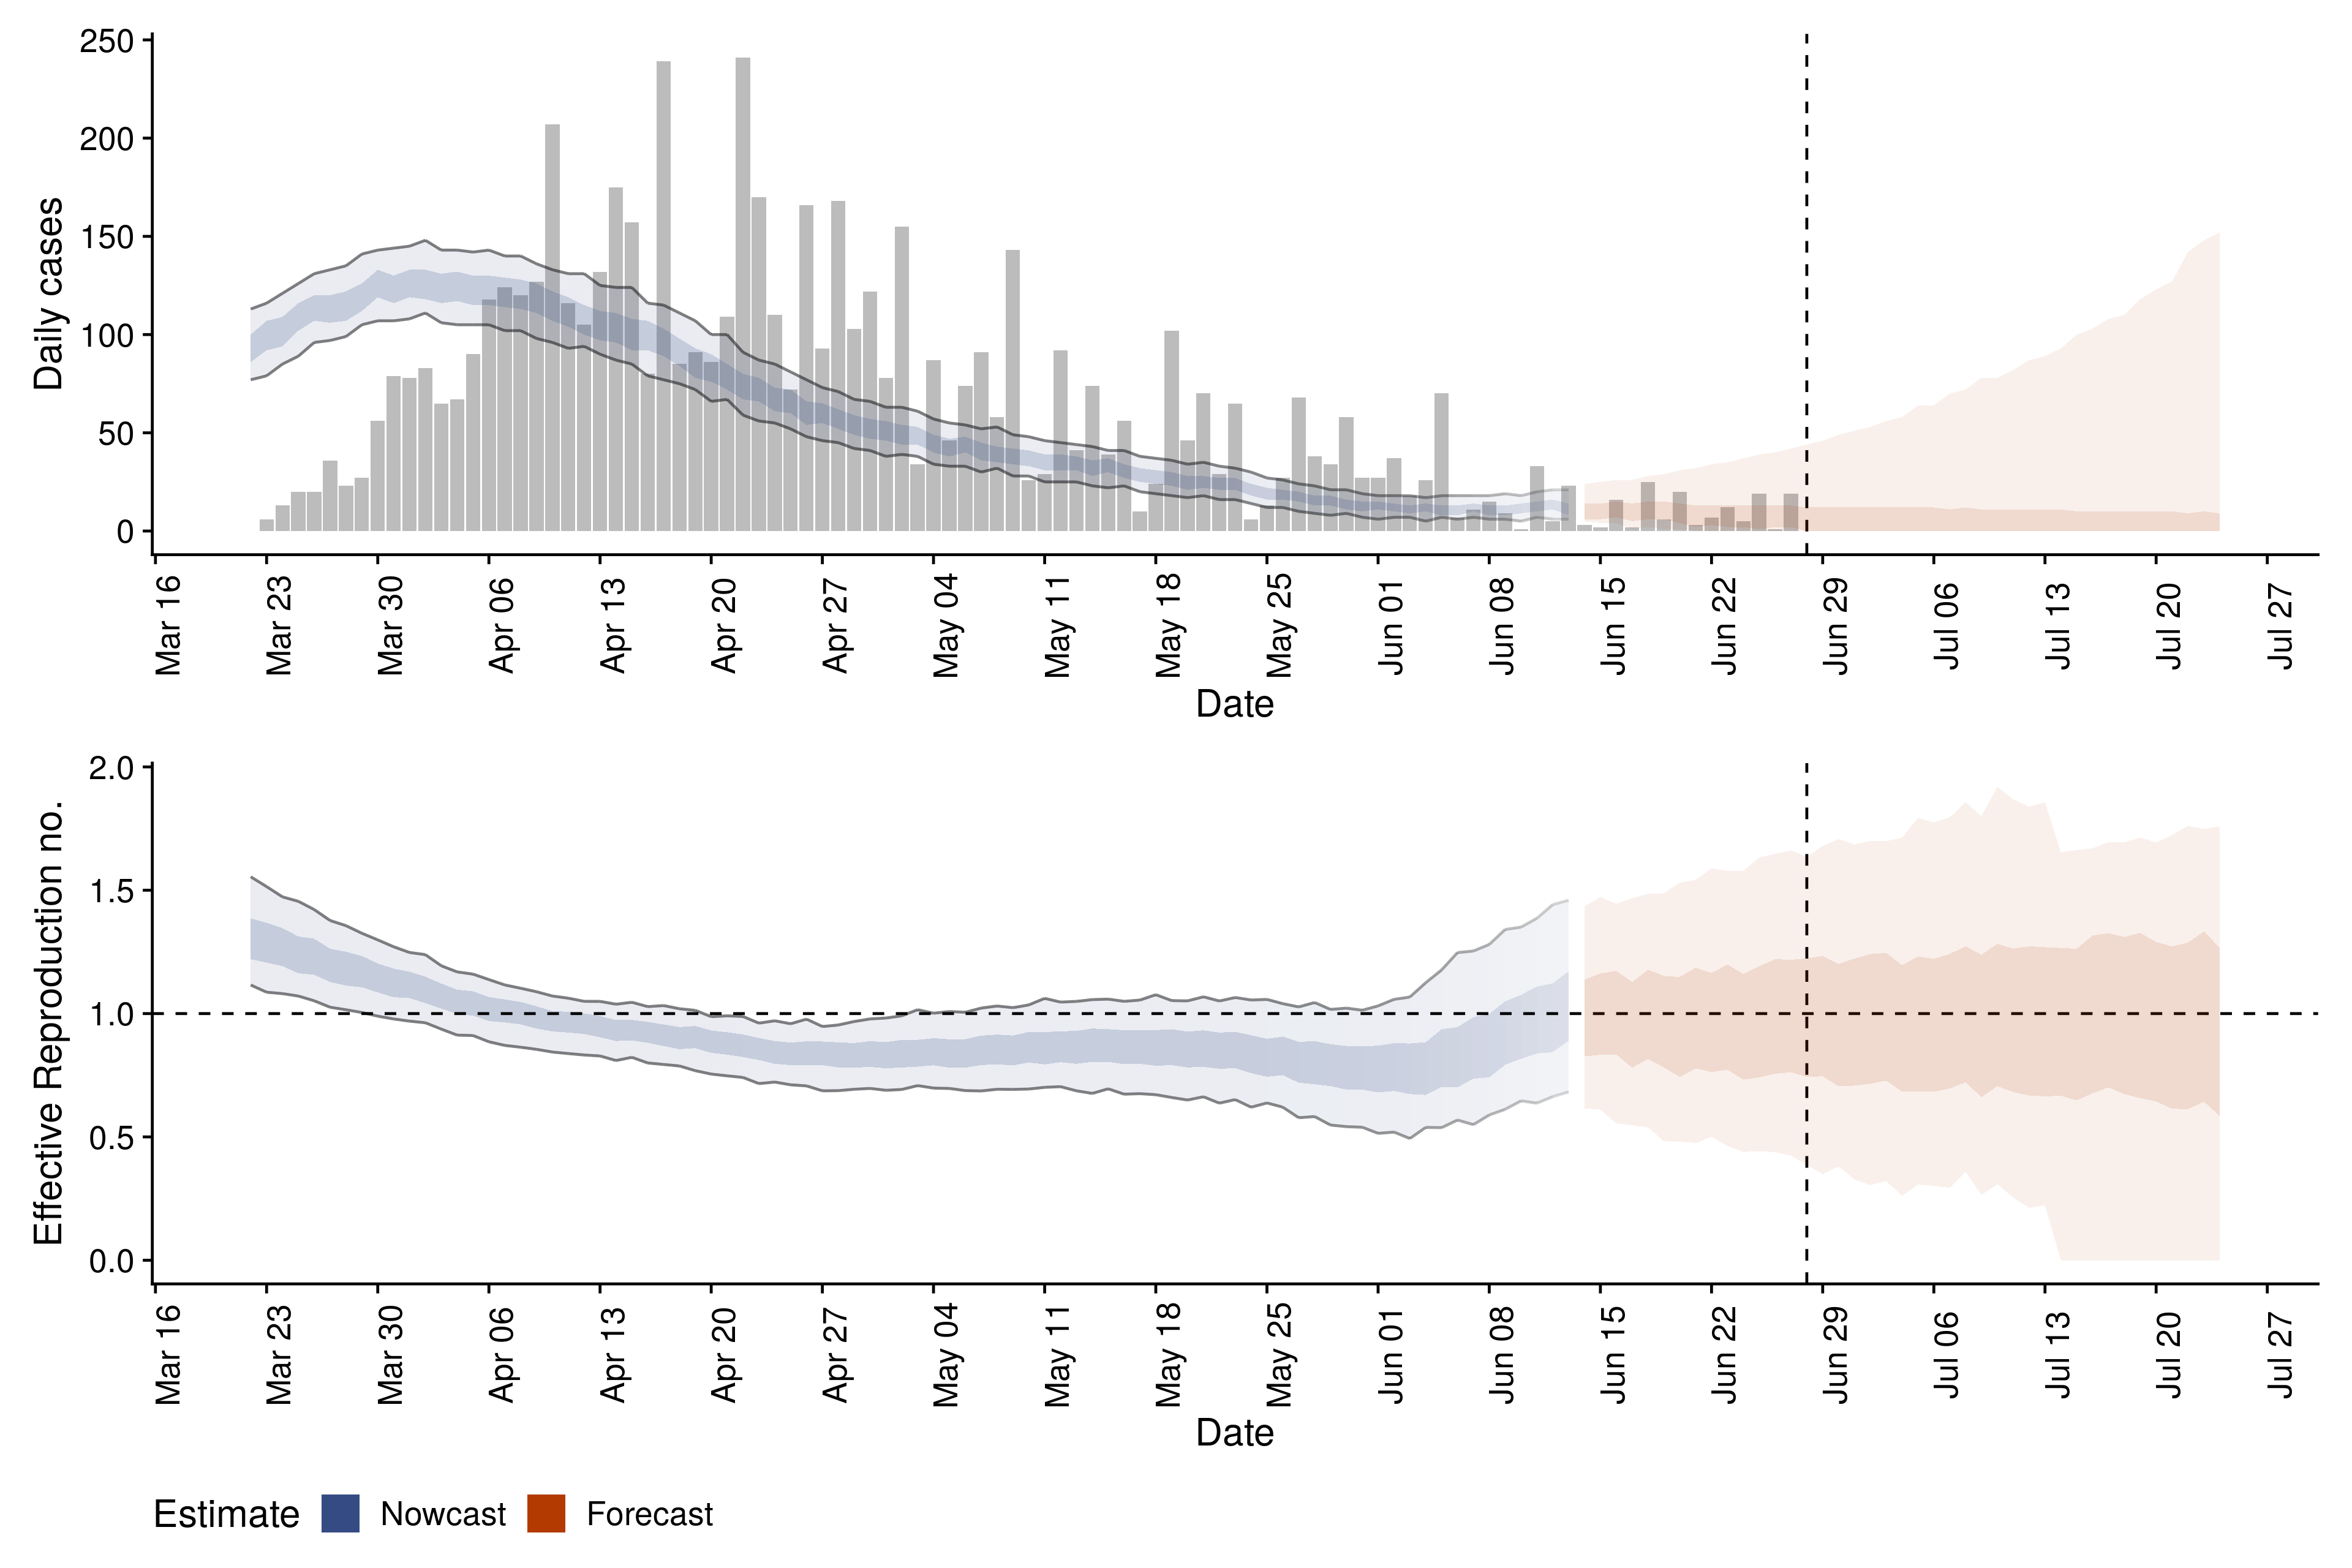 Daily cases
250
200
150
100
50
0
Mar 16 Mar 23 Mar 30 Apr 06 Apr 13 Apr 20 Apr 27 May 04 May 11 May 18 May 25 Jun 01 Jun 08 Jun 15 Jun 22 Jun 29 Jul 06 Jul 13 Jul 20 Jul 27
Date
Effective Reproduction no.
2.0
1.5
1.0
0.5
0.0
Mar 16 Mar 23 Mar 30 Apr 06 Apr 13 Apr 20 Apr 27 May 04 May 11 May 18 May 25 Jun 01 Jun 08 Jun 15 Jun 22 Jun 29 Jul 06 Jul 13 Jul 20 Jul 27
Date
Estimate Nowcast Forecast